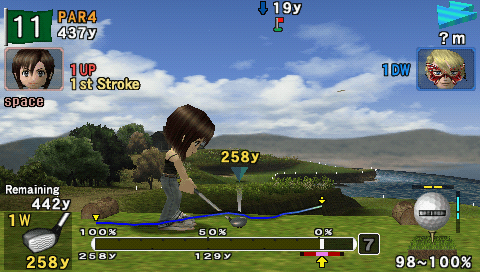 11
PAR4
437y
19y
? m
1UP
1st Stroke
1DW
space
258y
Remaining
442y
1W
258y
100% 50% 0%
258y 129y
7
98~100%